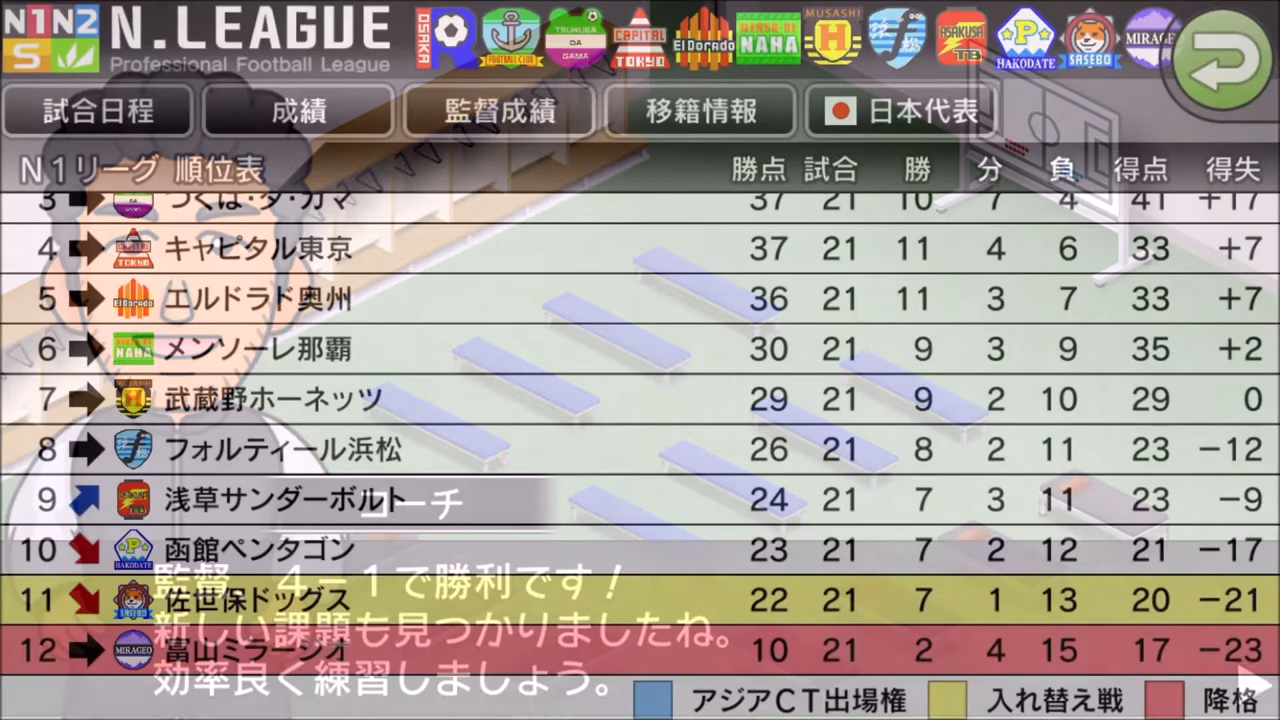 N1 N2 S N.LEAGUE
Professional Football League
OSAKA R FOOTBALL CLUB TSUKUBA DA GAMA CAPITAL TOKYO ElDorado NAHA MUSASHI H f 浜松 ASAKUSA TB P HAKODATE SASEBO MIRAGEO
試合日程 成績 監督成績 移籍情報 日本代表
N1リーグ 順位表 勝点 試合 勝 分 負 得点 得失
3 つくば・ダ・ガマ 37 21 10 7 4 41 +17
4 キャピタル東京 37 21 11 4 6 33 +7
5 エルドラド奥州 36 21 11 3 7 33 +7
6 メンソーレ那覇 30 21 9 3 9 35 +2
7 武蔵野ホーネッツ 29 21 9 2 10 29 0
8 フォルティール浜松 26 21 8 2 11 23 −12
9 浅草サンダーボルト 24 21 7 3 11 23 −9
コーチ
10 函館ペンタゴン 23 21 7 2 12 21 −17
監督、4－1で勝利です！
11 佐世保ドッグス 22 21 7 1 13 20 −21
新しい課題も見つかりましたね。
12 富山ミラージオ 10 21 2 4 15 17 −23
効率良く練習しましょう。
アジアCT出場権 入れ替え戦 降格